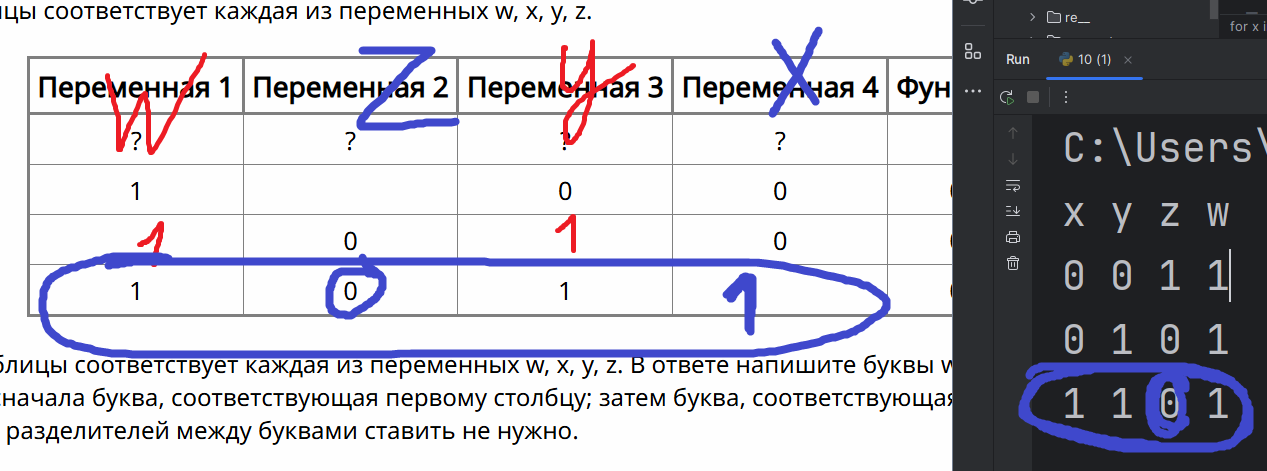 цы соответствует каждая из переменных w, x, y, z.
W Z y X
Переменная 1 Переменная 2 Переменная 3 Переменная 4 Фун
? ? ? ?
1 0 0
1 0 1 0
1 0 1 1
блицы соответствует каждая из переменных w, x, y, z. В ответе напишите буквы w
сначала буква, соответствующая первому столбцу; затем буква, соответствующая
разделителей между буквами ставить не нужно.
re__
for x i
Run 10 (1)
C:\Users\
x y z w
0 0 1 1
0 1 0 1
1 1 0 1